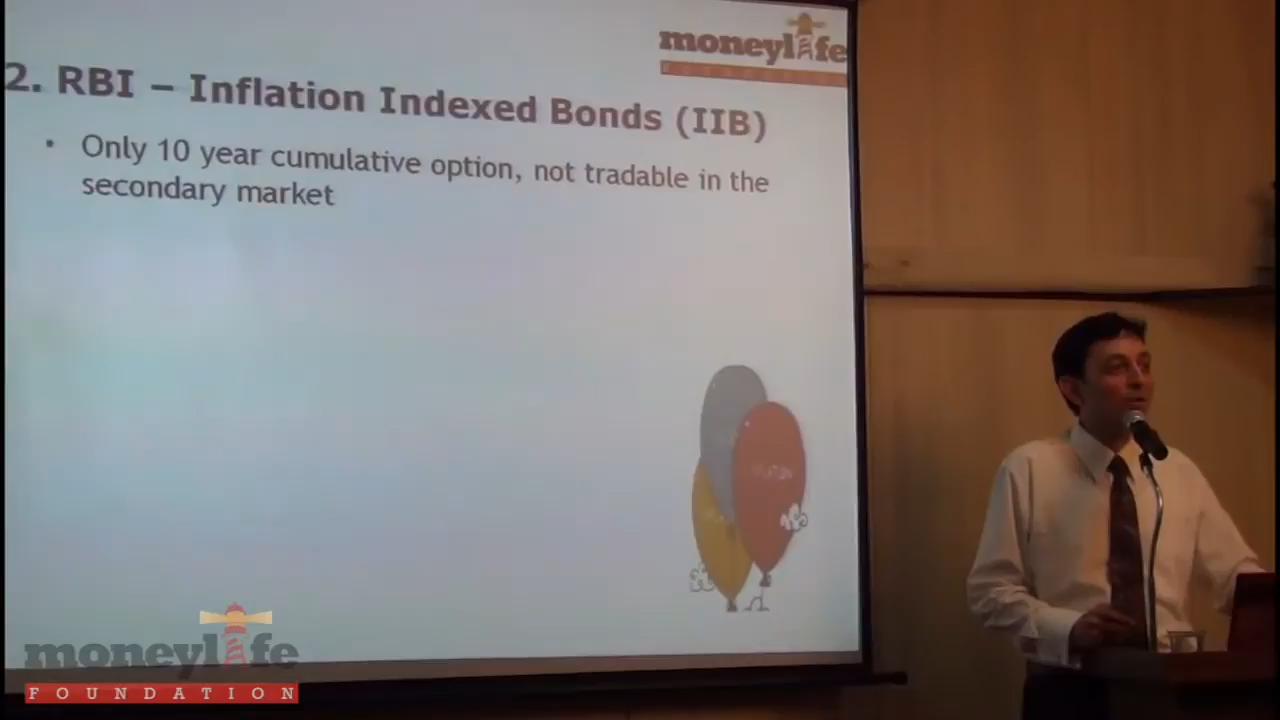 moneylife
2. RBI – Inflation Indexed Bonds (IIB)
• Only 10 year cumulative option, not tradable in the
secondary market
moneylife
FOUNDATION